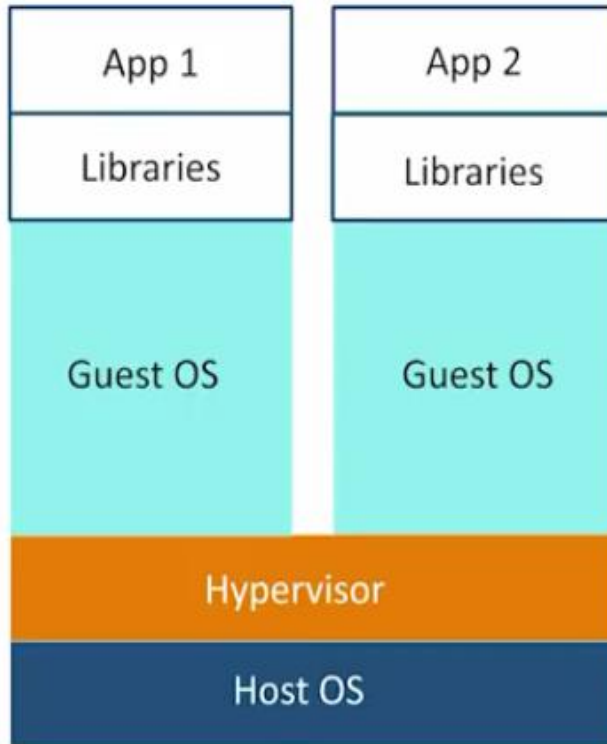 App 1
App 2
Libraries
Libraries
Guest OS
Guest OS
Hypervisor
Host OS